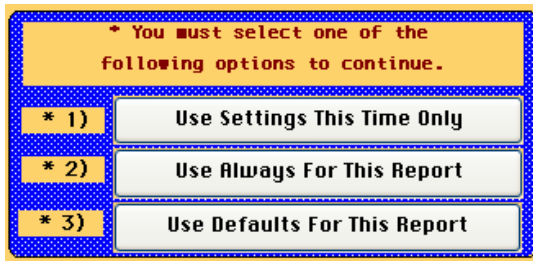 * You must select one of the
following options to continue.
* 1) Use Settings This Time Only
* 2) Use Always For This Report
* 3) Use Defaults For This Report